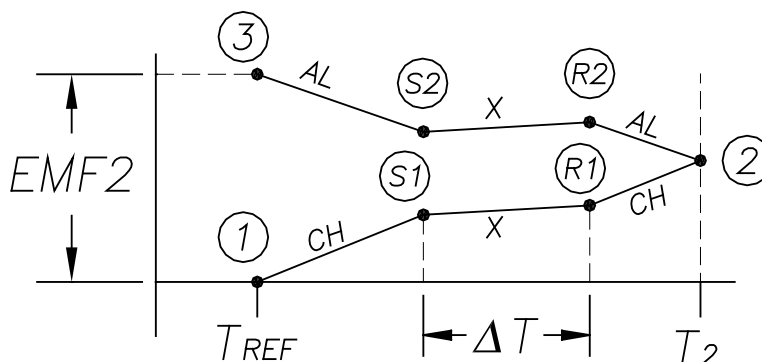 3
AL
S2
X
R2
AL
EMF2
S1
R1
2
1
CH
X
CH
TREF
ΔT
T2